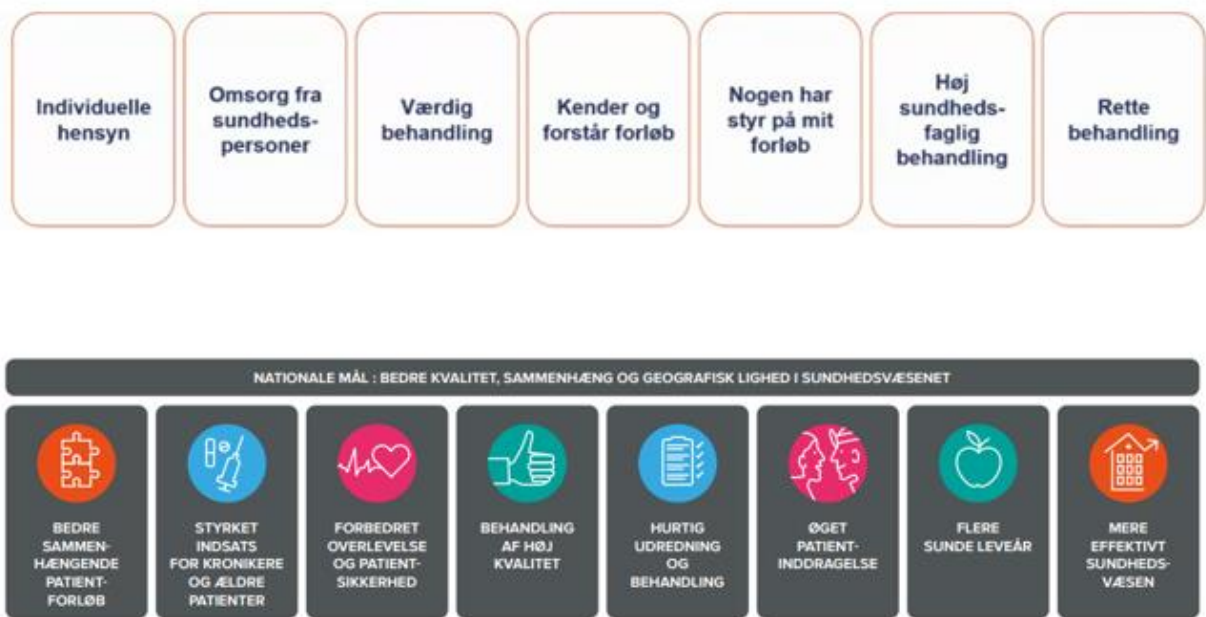 Individuelle
hensyn
Omsorg fra
sundheds-
personer
Værdig
behandling
Kender og
forstår forløb
Nogen har
styr på mit
forløb
Høj
sundheds-
faglig
behandling
Rette
behandling
NATIONALE MÅL : BEDRE KVALITET, SAMMENHÆNG OG GEOGRAFISK LIGHED I SUNDHEDSVÆSENET
BEDRE
SAMMEN-
HÆNGENDE
PATIENT-
FORLØB
STYRKET
INDSATS
FOR KRONIKERE
OG ÆLDRE
PATIENTER
FORBEDRET
OVERLEVELSE
OG PATIENT-
SIKKERHED
BEHANDLING
AF HØJ
KVALITET
HURTIG
UDREDNING
OG
BEHANDLING
ØGET
PATIENT-
INDDRAGELSE
FLERE
SUNDE LEVEÅR
MERE
EFFEKTIVT
SUNDHEDS-
VÆSEN